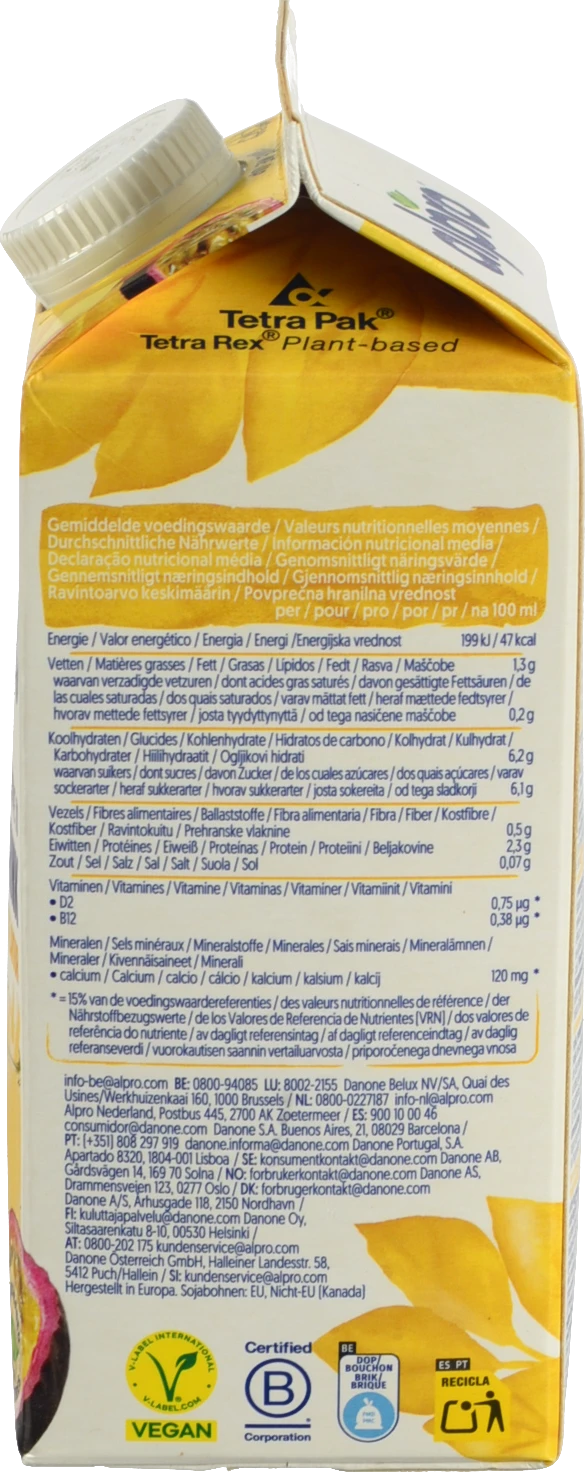 alpro
Tetra Pak®
Tetra Rex® Plant-based
Gemiddelde voedingswaarde / Valeurs nutritionnelles moyennes /
Durchschnittliche Nährwerte / Información nutricional media /
Declaração nutricional média / Genomsnittligt näringsvärde /
Gennemsnitligt næringsindhold / Gjennomsnittlig næringsinnhold /
Ravintoarvo keskimäärin / Povprečna hranilna vrednost
per / pour / pro / por / pr / na 100 ml
Energie / Valor energético / Energia / Energi /Energijska vrednost 199 kJ / 47 kcal
Vetten / Matières grasses / Fett / Grasas / Lípidos / Fedt / Rasva / Maščobe 1,3 g
waarvan verzadigde vetzuren / dont acides gras saturés / davon gesättigte Fettsäuren / de
las cuales saturadas / dos quais saturados / varav mättat fett / heraf mættede fedtsyrer /
hvorav mettede fettsyrer / josta tyydyttynyttä / od tega nasičene maščobe 0,2 g
Koolhydraten / Glucides / Kohlenhydrate / Hidratos de carbono / Kolhydrat / Kulhydrat /
Karbohydrater / Hiilihydraatit / Ogljikovi hidrati 6,2 g
waarvan suikers / dont sucres / davon Zucker / de los cuales azúcares / dos quais açúcares / varav
sockerarter / heraf sukkerarter / hvorav sukkerarter / josta sokereita / od tega sladkorji 6,1 g
Vezels / Fibres alimentaires / Ballaststoffe / Fibra alimentaria / Fibra / Fiber / Kostfibre /
Kostfiber / Ravintokuitu / Prehranske vlaknine 0,5 g
Eiwitten / Protéines / Eiweiß / Proteínas / Protein / Proteiini / Beljakovine 2,3 g
Zout / Sel / Salz / Sal / Salt / Suola / Sol 0,07 g
Vitaminen / Vitamines / Vitamine / Vitaminas / Vitaminer / Vitamiinit / Vitamini
• D2 0,75 µg *
• B12 0,38 µg *
Mineralen / Sels minéraux / Mineralstoffe / Minerales / Sais minerais / Mineralämnen /
Mineraler / Kivennäisaineet / Minerali
• calcium / Calcium / calcio / cálcio / kalcium / kalsium / kalcij 120 mg *
* = 15% van de voedingswaardereferenties / des valeurs nutritionnelles de référence / der
Nährstoffbezugswerte / de los Valores de Referencia de Nutrientes (VRN) / dos valores de
referência do nutriente / av dagligt referensintag / af dagligt referenceindtag / av daglig
referanseverdi / vuorokautisen saannin vertailuarvosta / priporočenega dnevnega vnosa
info-be@alpro.com BE: 0800-94085 LU: 8002-2155 Danone Belux NV/SA, Quai des
Usines/Werkhuizenkaai 160, 1000 Brussels / NL: 0800-0227187 info-nl@alpro.com
Alpro Nederland, Postbus 445, 2700 AK Zoetermeer / ES: 900 10 00 46
consumidor@danone.com Danone S.A. Buenos Aires, 21, 08029 Barcelona /
PT: (+351) 808 297 919 danone.informa@danone.com Danone Portugal, S.A.
Apartado 8320, 1804-001 Lisboa / SE: konsumentkontakt@danone.com Danone AB,
Gårdsvägen 14, 169 70 Solna / NO: forbrukerkontakt@danone.com Danone AS,
Drammensveien 123, 0277 Oslo / DK: forbrugerkontakt@danone.com
Danone A/S, Århusgade 118, 2150 Nordhavn /
FI: kuluttajapalvelu@danone.com Danone Oy,
Siltasaarenkatu 8-10, 00530 Helsinki /
AT: 0800-202 175 kundenservice@alpro.com
Danone Österreich GmbH, Halleiner Landesstr. 58,
5412 Puch/Hallein / SI: kundenservice@alpro.com
Hergestellt in Europa. Sojabohnen: EU, Nicht-EU (Kanada)
V-LABEL INTERNATIONAL
• V-LABEL.COM •
VEGAN
Certified
B
Corporation
BE
DOP/
BOUCHON
BRIK/
BRIQUE
PMD
PMC
ES PT
RECICLA